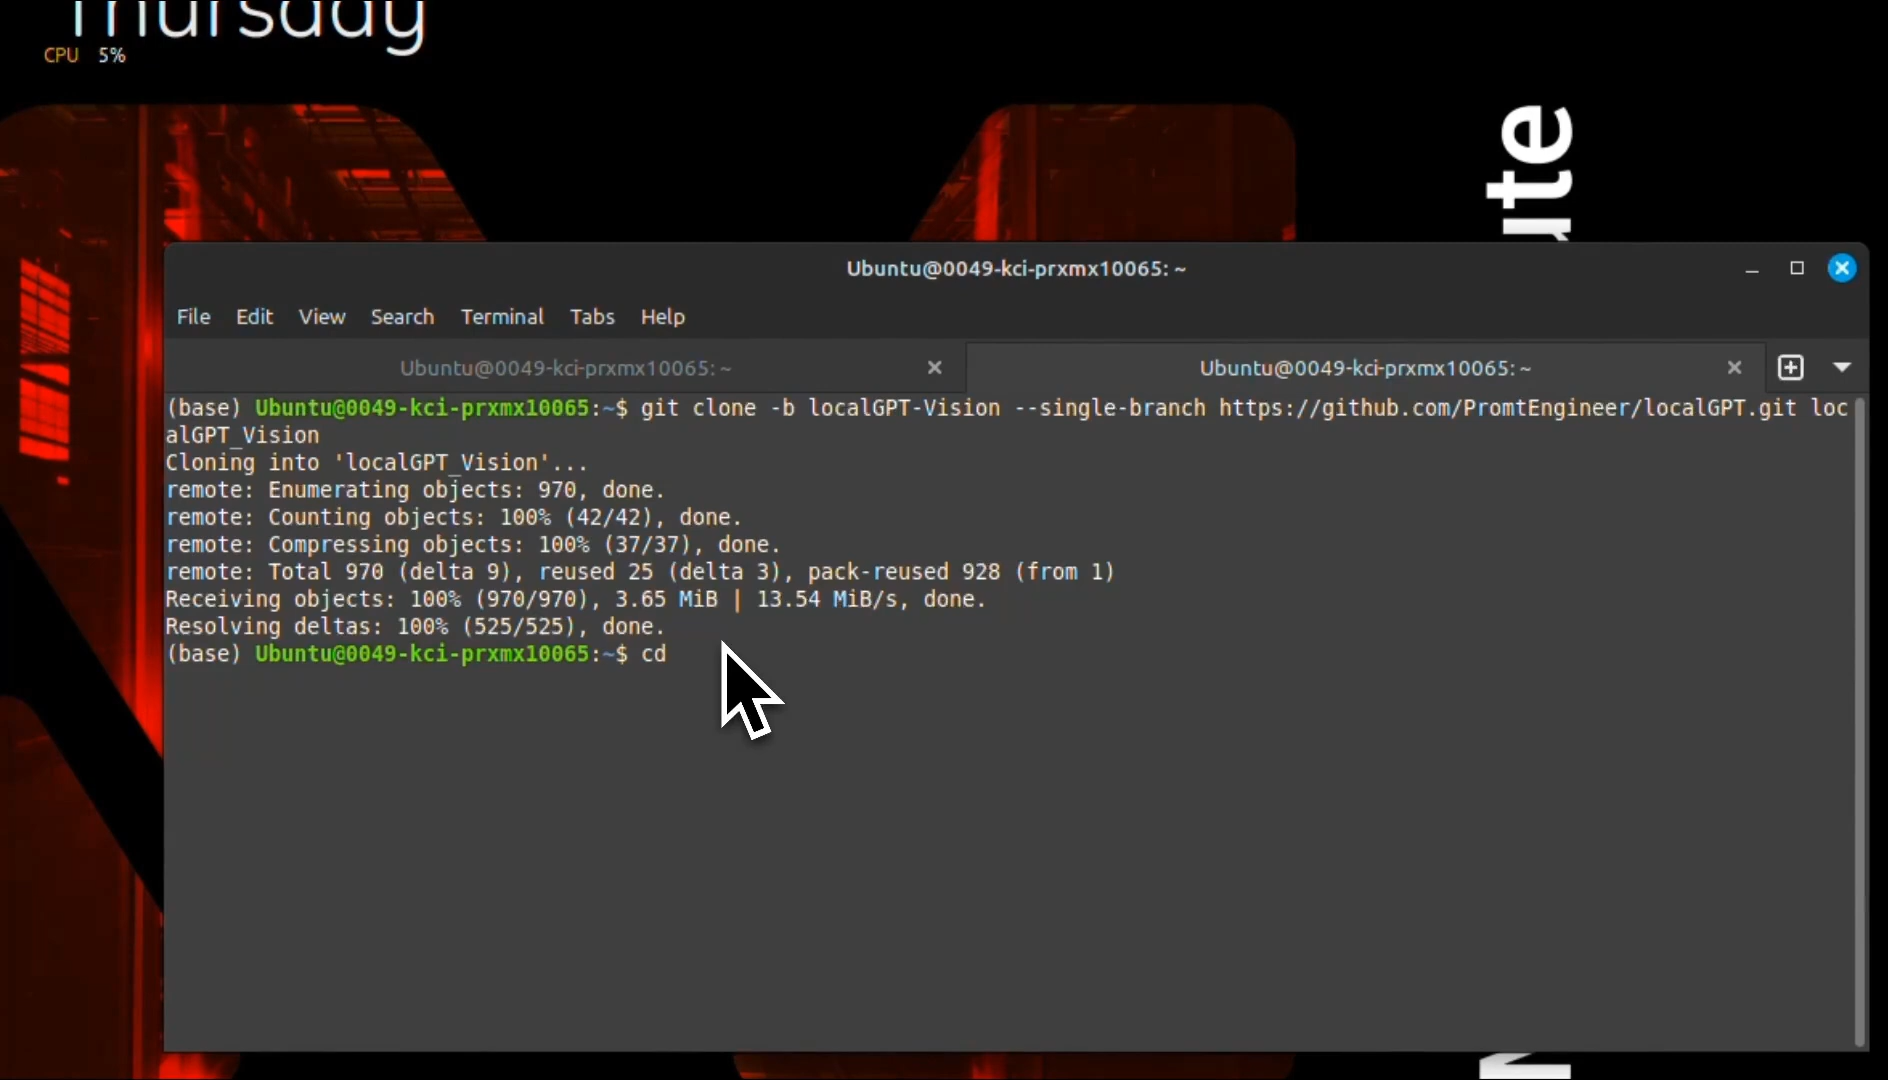 Thursday
CPU 5%
ute
Ubuntu@0049-kci-prxmx10065: ~
File Edit View Search Terminal Tabs Help
Ubuntu@0049-kci-prxmx10065: ~ Ubuntu@0049-kci-prxmx10065: ~
(base) Ubuntu@0049-kci-prxmx10065:~$ git clone -b localGPT-Vision --single-branch https://github.com/PromtEngineer/localGPT.git loc
alGPT_Vision
Cloning into 'localGPT_Vision'...
remote: Enumerating objects: 970, done.
remote: Counting objects: 100% (42/42), done.
remote: Compressing objects: 100% (37/37), done.
remote: Total 970 (delta 9), reused 25 (delta 3), pack-reused 928 (from 1)
Receiving objects: 100% (970/970), 3.65 MiB | 13.54 MiB/s, done.
Resolving deltas: 100% (525/525), done.
(base) Ubuntu@0049-kci-prxmx10065:~$ cd